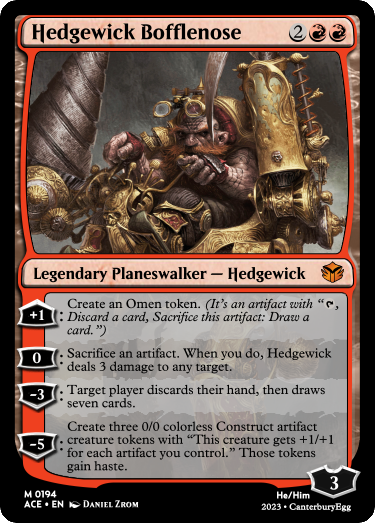 Hedgewick Bofflenose 2
Legendary Planeswalker — Hedgewick
+1: Create an Omen token. (It's an artifact with “,
Discard a card, Sacrifice this artifact: Draw a
card.”)
0: Sacrifice an artifact. When you do, Hedgewick
deals 3 damage to any target.
-3: Target player discards their hand, then draws
seven cards.
Create three 0/0 colorless Construct artifact
-5: creature tokens with “This creature gets +1/+1
for each artifact you control.” Those tokens
gain haste.
3
M 0194
ACE • EN DANIEL ZROM
He/Him
2023 • CanterburyEgg